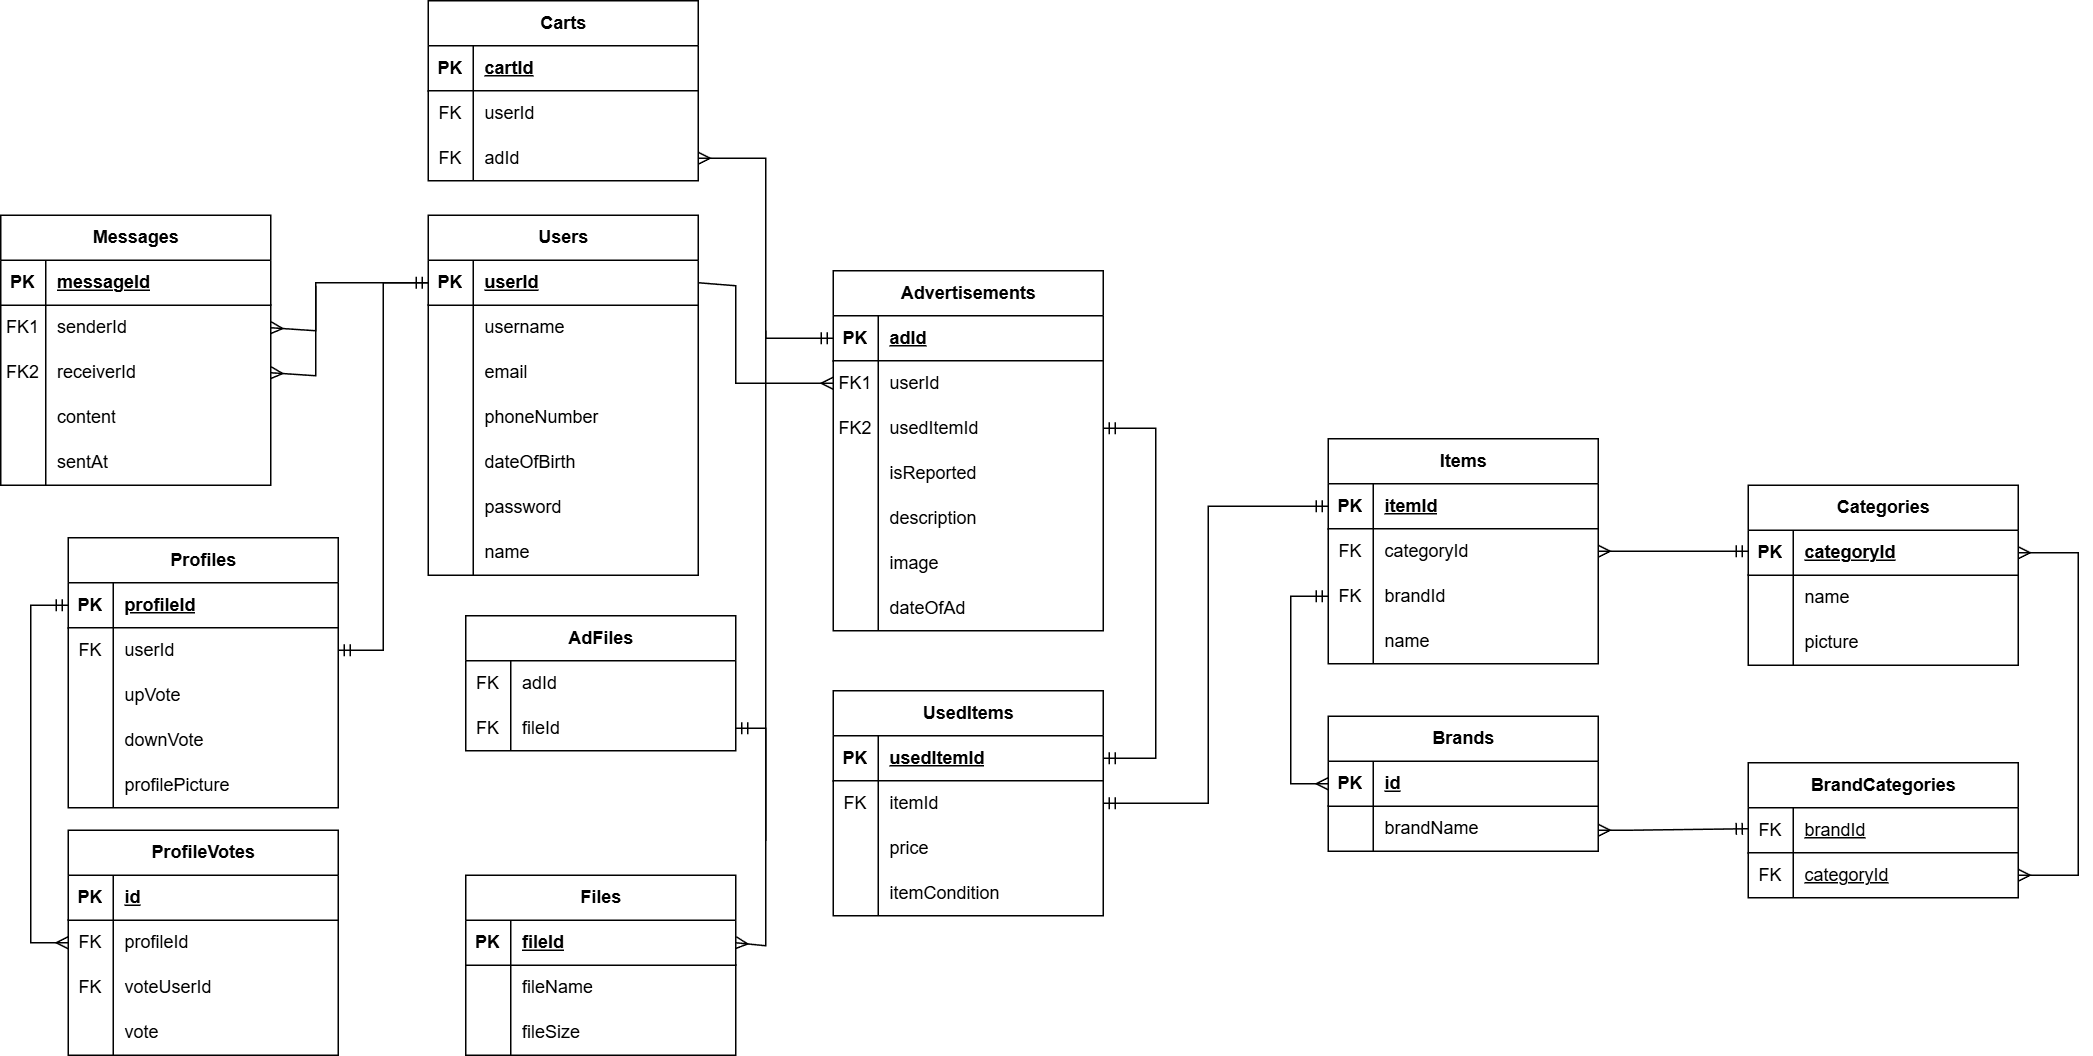 Carts
PK cartId
FK userId
FK adId
Messages
PK messageId
FK1 senderId
FK2 receiverId
content
sentAt
Users
PK userId
username
email
phoneNumber
dateOfBirth
password
name
Advertisements
PK adId
FK1 userId
FK2 usedItemId
isReported
description
image
dateOfAd
Profiles
PK profileId
FK userId
upVote
downVote
profilePicture
AdFiles
FK adId
FK fileId
UsedItems
PK usedItemId
FK itemId
price
itemCondition
Items
PK itemId
FK categoryId
FK brandId
name
Categories
PK categoryId
name
picture
Brands
PK id
brandName
BrandCategories
FK brandId
FK categoryId
ProfileVotes
PK id
FK profileId
FK voteUserId
vote
Files
PK fileId
fileName
fileSize